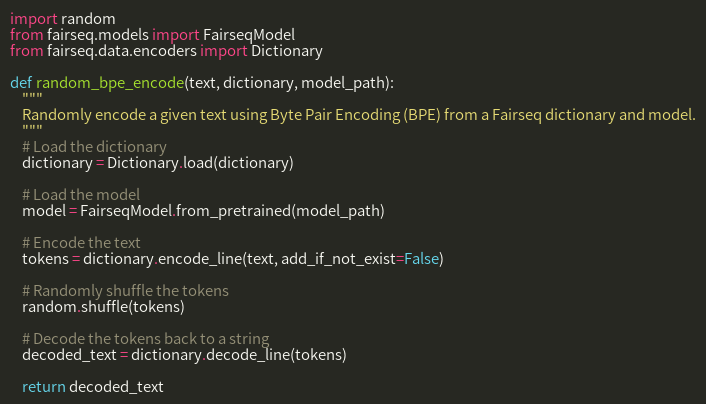 import random
from fairseq.models import FairseqModel
from fairseq.data.encoders import Dictionary
def random_bpe_encode(text, dictionary, model_path):
"""
Randomly encode a given text using Byte Pair Encoding (BPE) from a Fairseq dictionary and model.
"""
# Load the dictionary
dictionary = Dictionary.load(dictionary)
# Load the model
model = FairseqModel.from_pretrained(model_path)
# Encode the text
tokens = dictionary.encode_line(text, add_if_not_exist=False)
# Randomly shuffle the tokens
random.shuffle(tokens)
# Decode the tokens back to a string
decoded_text = dictionary.decode_line(tokens)
return decoded_text